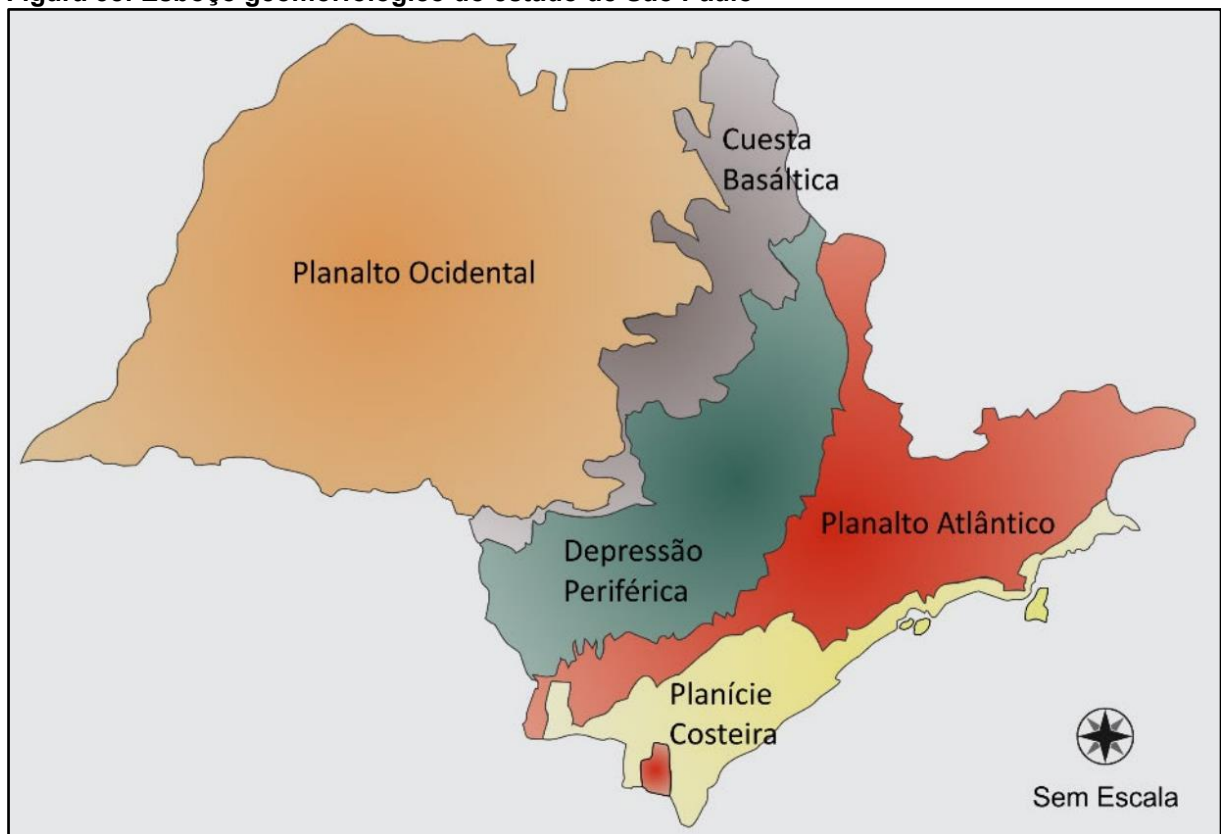 Cuesta
Basáltica
Planalto Ocidental
Planalto Atlântico
Depressão
Periférica
Planície
Costeira
Sem Escala